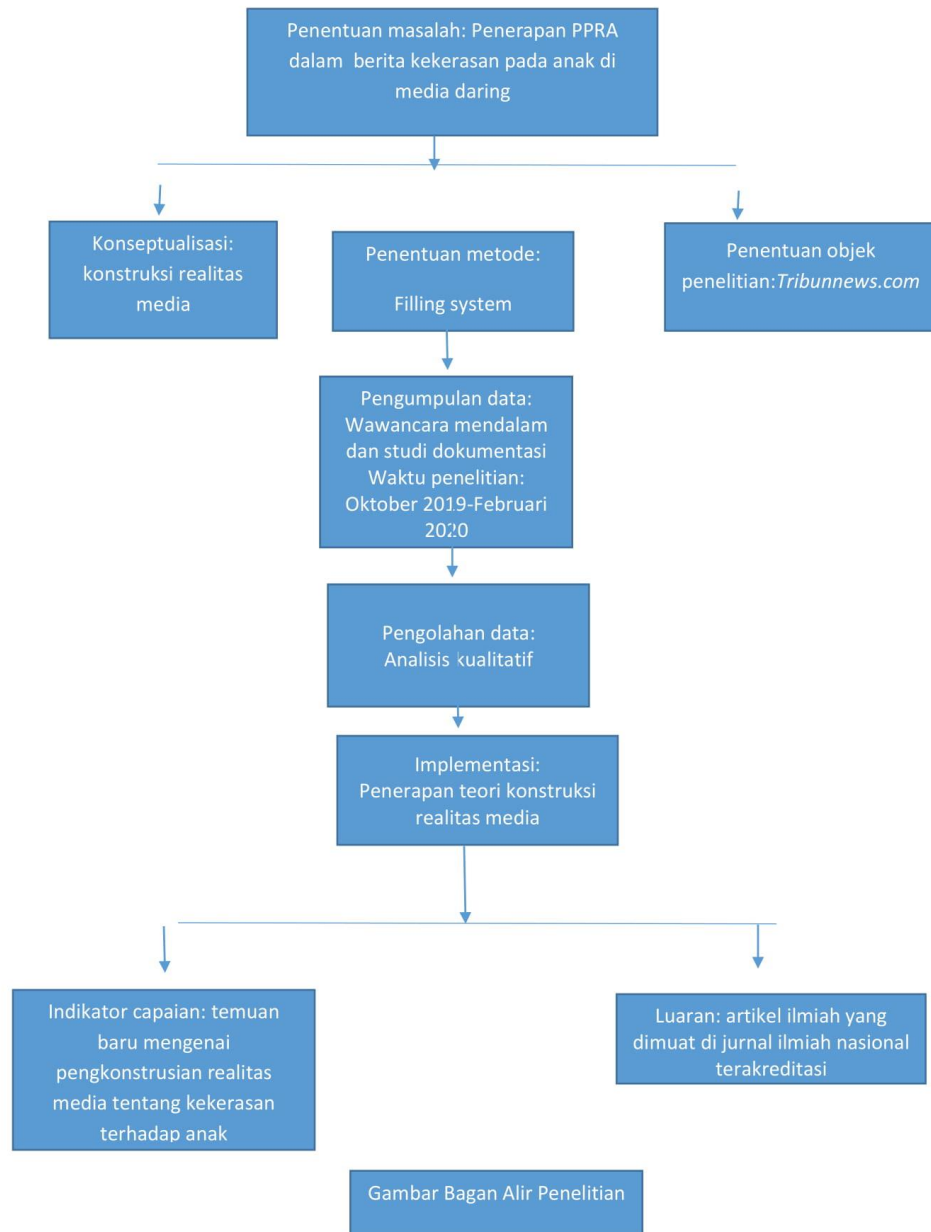 Penentuan masalah: Penerapan PPRA
dalam berita kekerasan pada anak di
media daring
Konseptualisasi:
konstruksi realitas
media
Penentuan metode:
Filling system
Penentuan objek
penelitian:Tribunnews.com
Pengumpulan data:
Wawancara mendalam
dan studi dokumentasi
Waktu penelitian:
Oktober 2019-Februari
2020
Pengolahan data:
Analisis kualitatif
Implementasi:
Penerapan teori konstruksi
realitas media
Indikator capaian: temuan
baru mengenai
pengkonstrusian realitas
media tentang kekerasan
terhadap anak
Luaran: artikel ilmiah yang
dimuat di jurnal ilmiah nasional
terakreditasi
Gambar Bagan Alir Penelitian